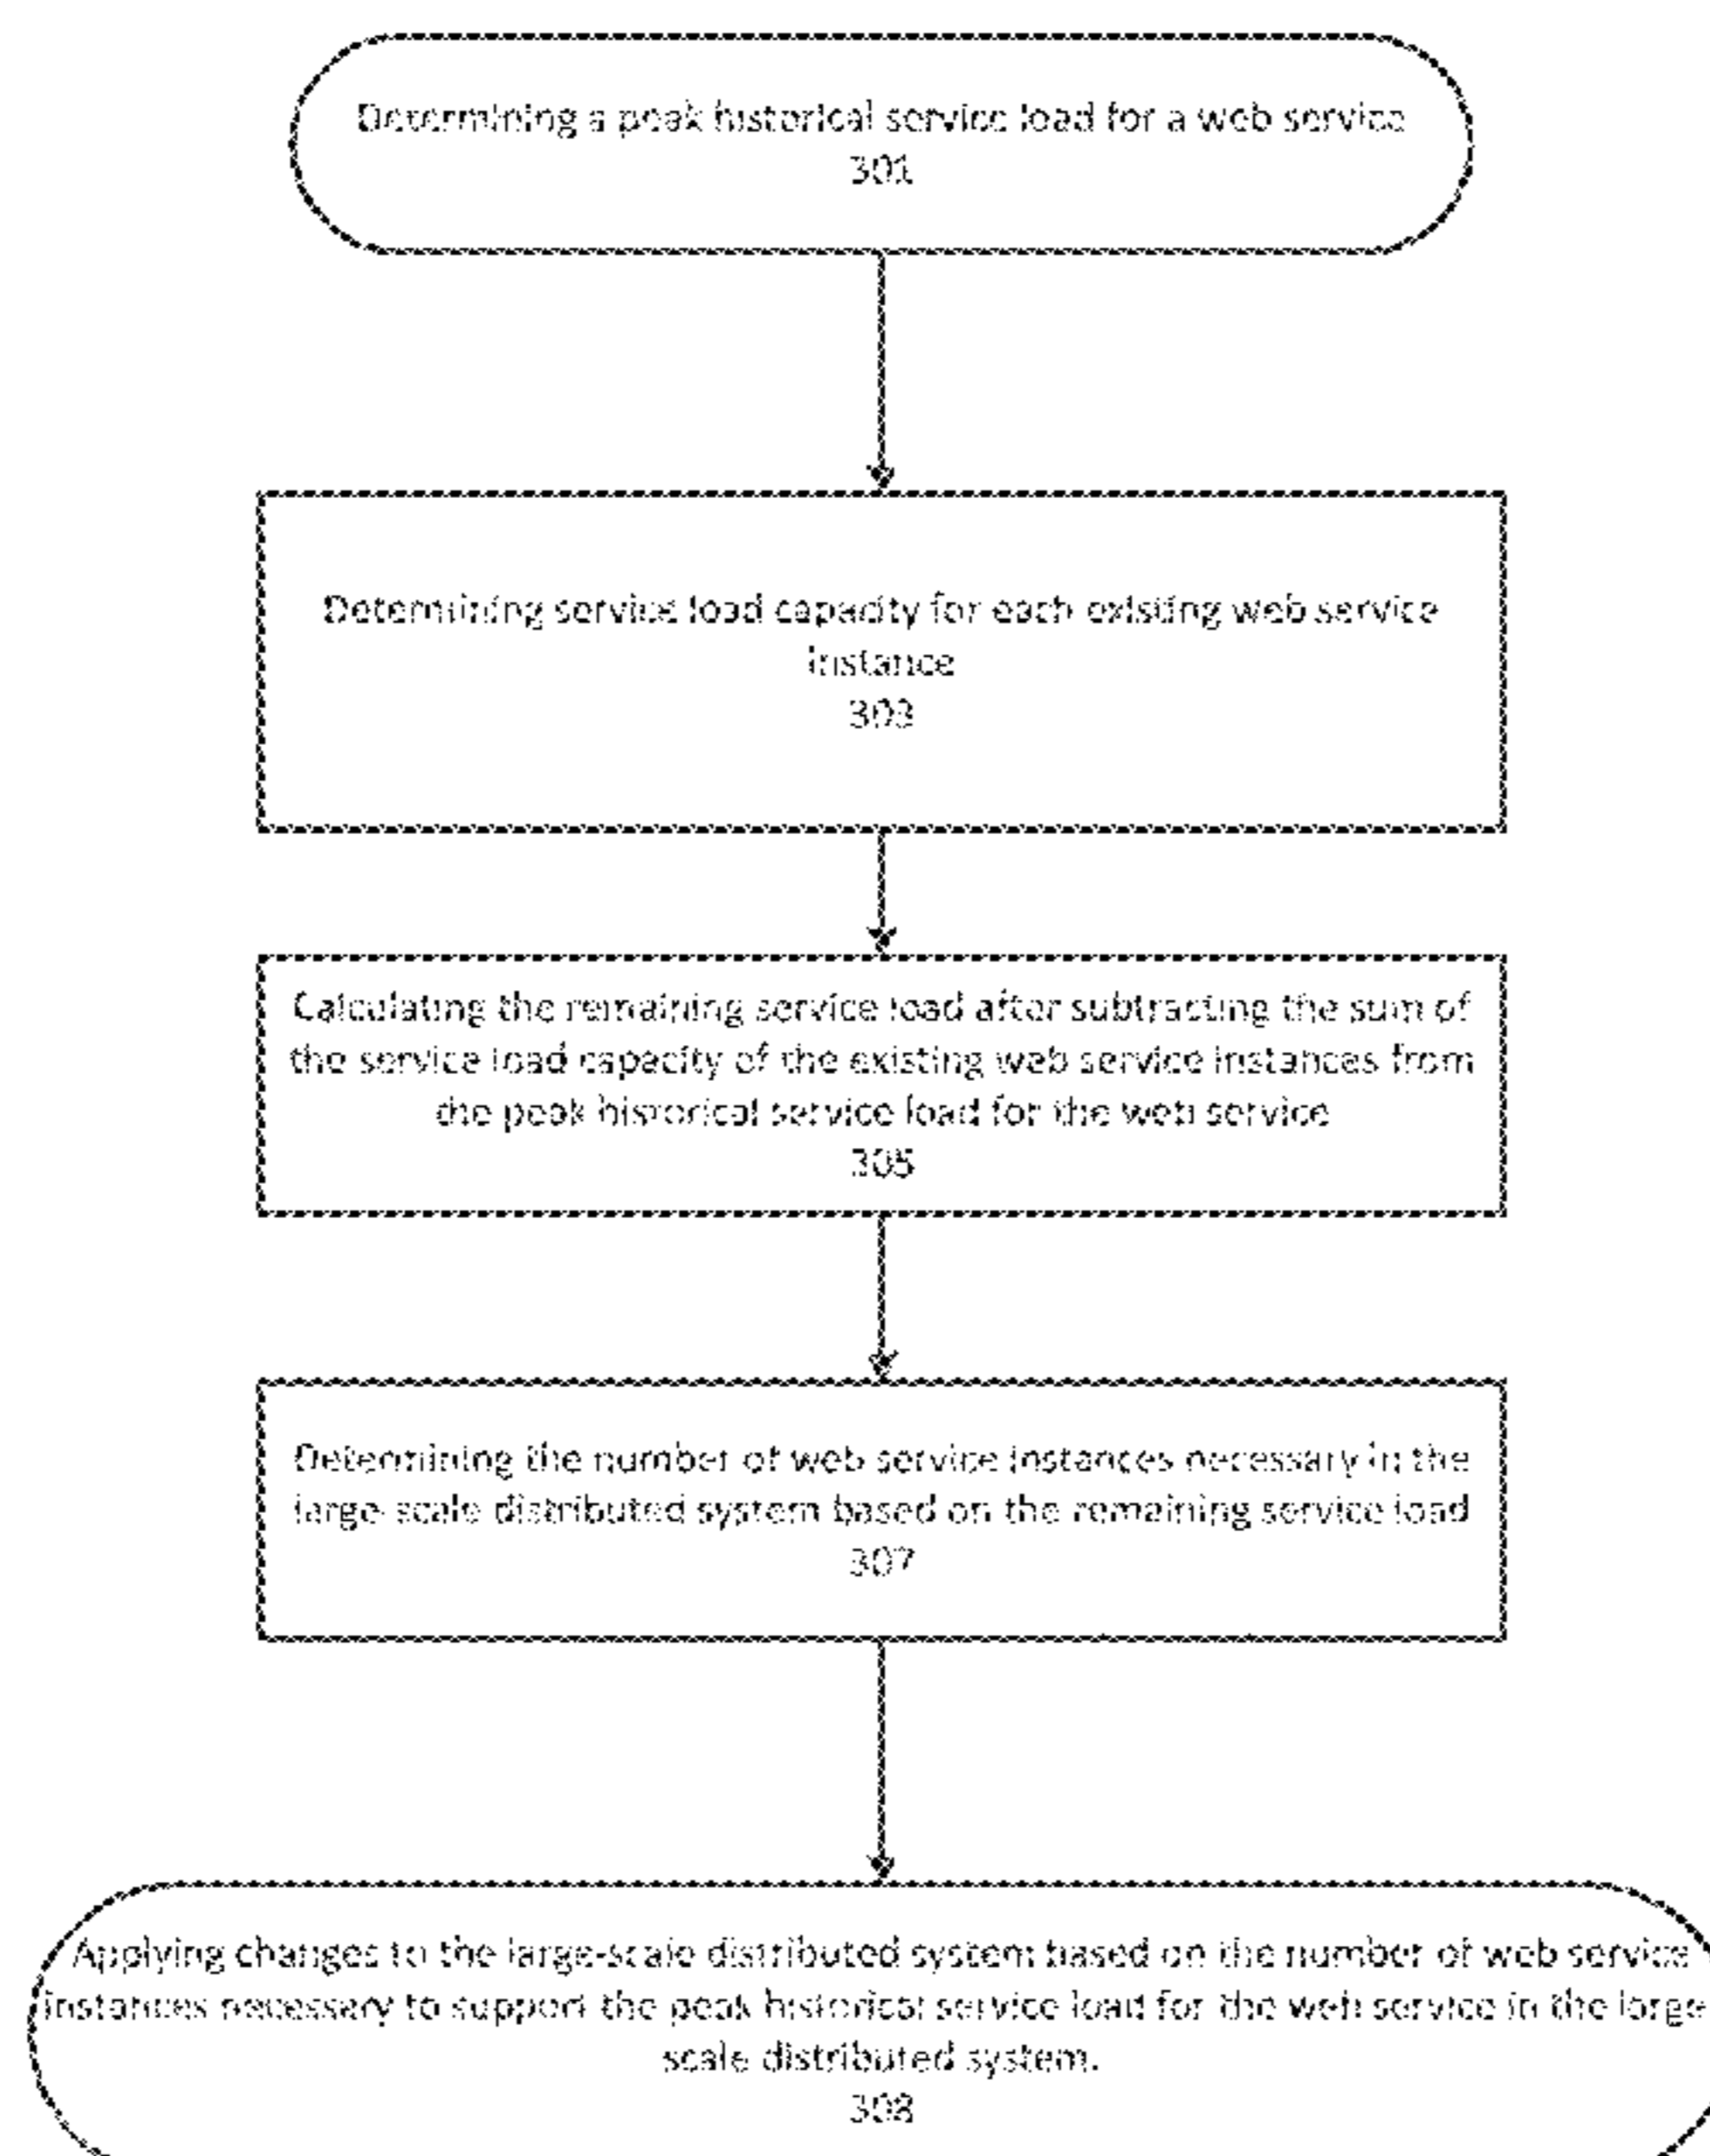 Determining a peak historical service load for a web service
301
Determining service load capacity for each existing web service
instance
303
Calculating the remaining service load after subtracting the sum of
the service load capacity of the existing web service instances from
the peak historical service load for the web service
305
Determining the number of web service instances necessary in the
large-scale distributed system based on the remaining service load
307
Applying changes to the large-scale distributed system based on the number of web service
instances necessary to support the peak historical service load for the web service in the large-
scale distributed system.
308